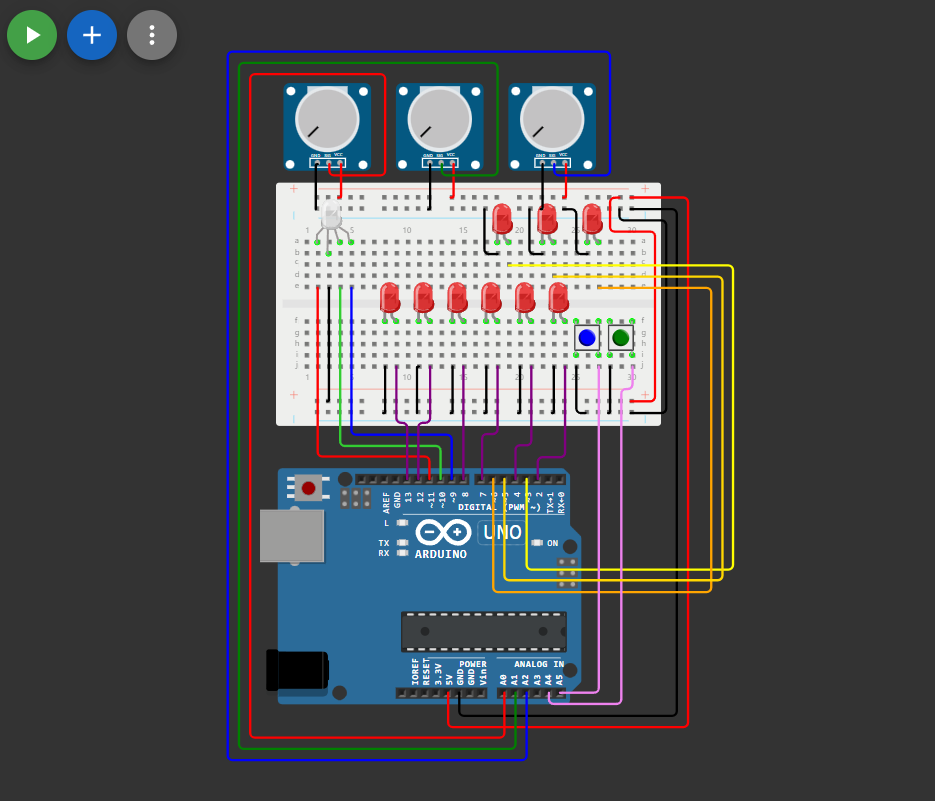 GND SIG VCC
GND SIG VCC
GND SIG VCC
1 5 10 15 20 25 30
a
b
c
d
e
f
g
h
i
j
1 5 10 15 20 25 30
AREF
GND
13
12
~11
~10
~9
8
7
~6
~5
4
~3
2
TX→1
RX←0
DIGITAL (PWM ~)
L
TX
RX
UNO
ON
ARDUINO
POWER
ANALOG IN
IOREF
RESET
3.3V
5V
GND
GND
Vin
A0
A1
A2
A3
A4
A5